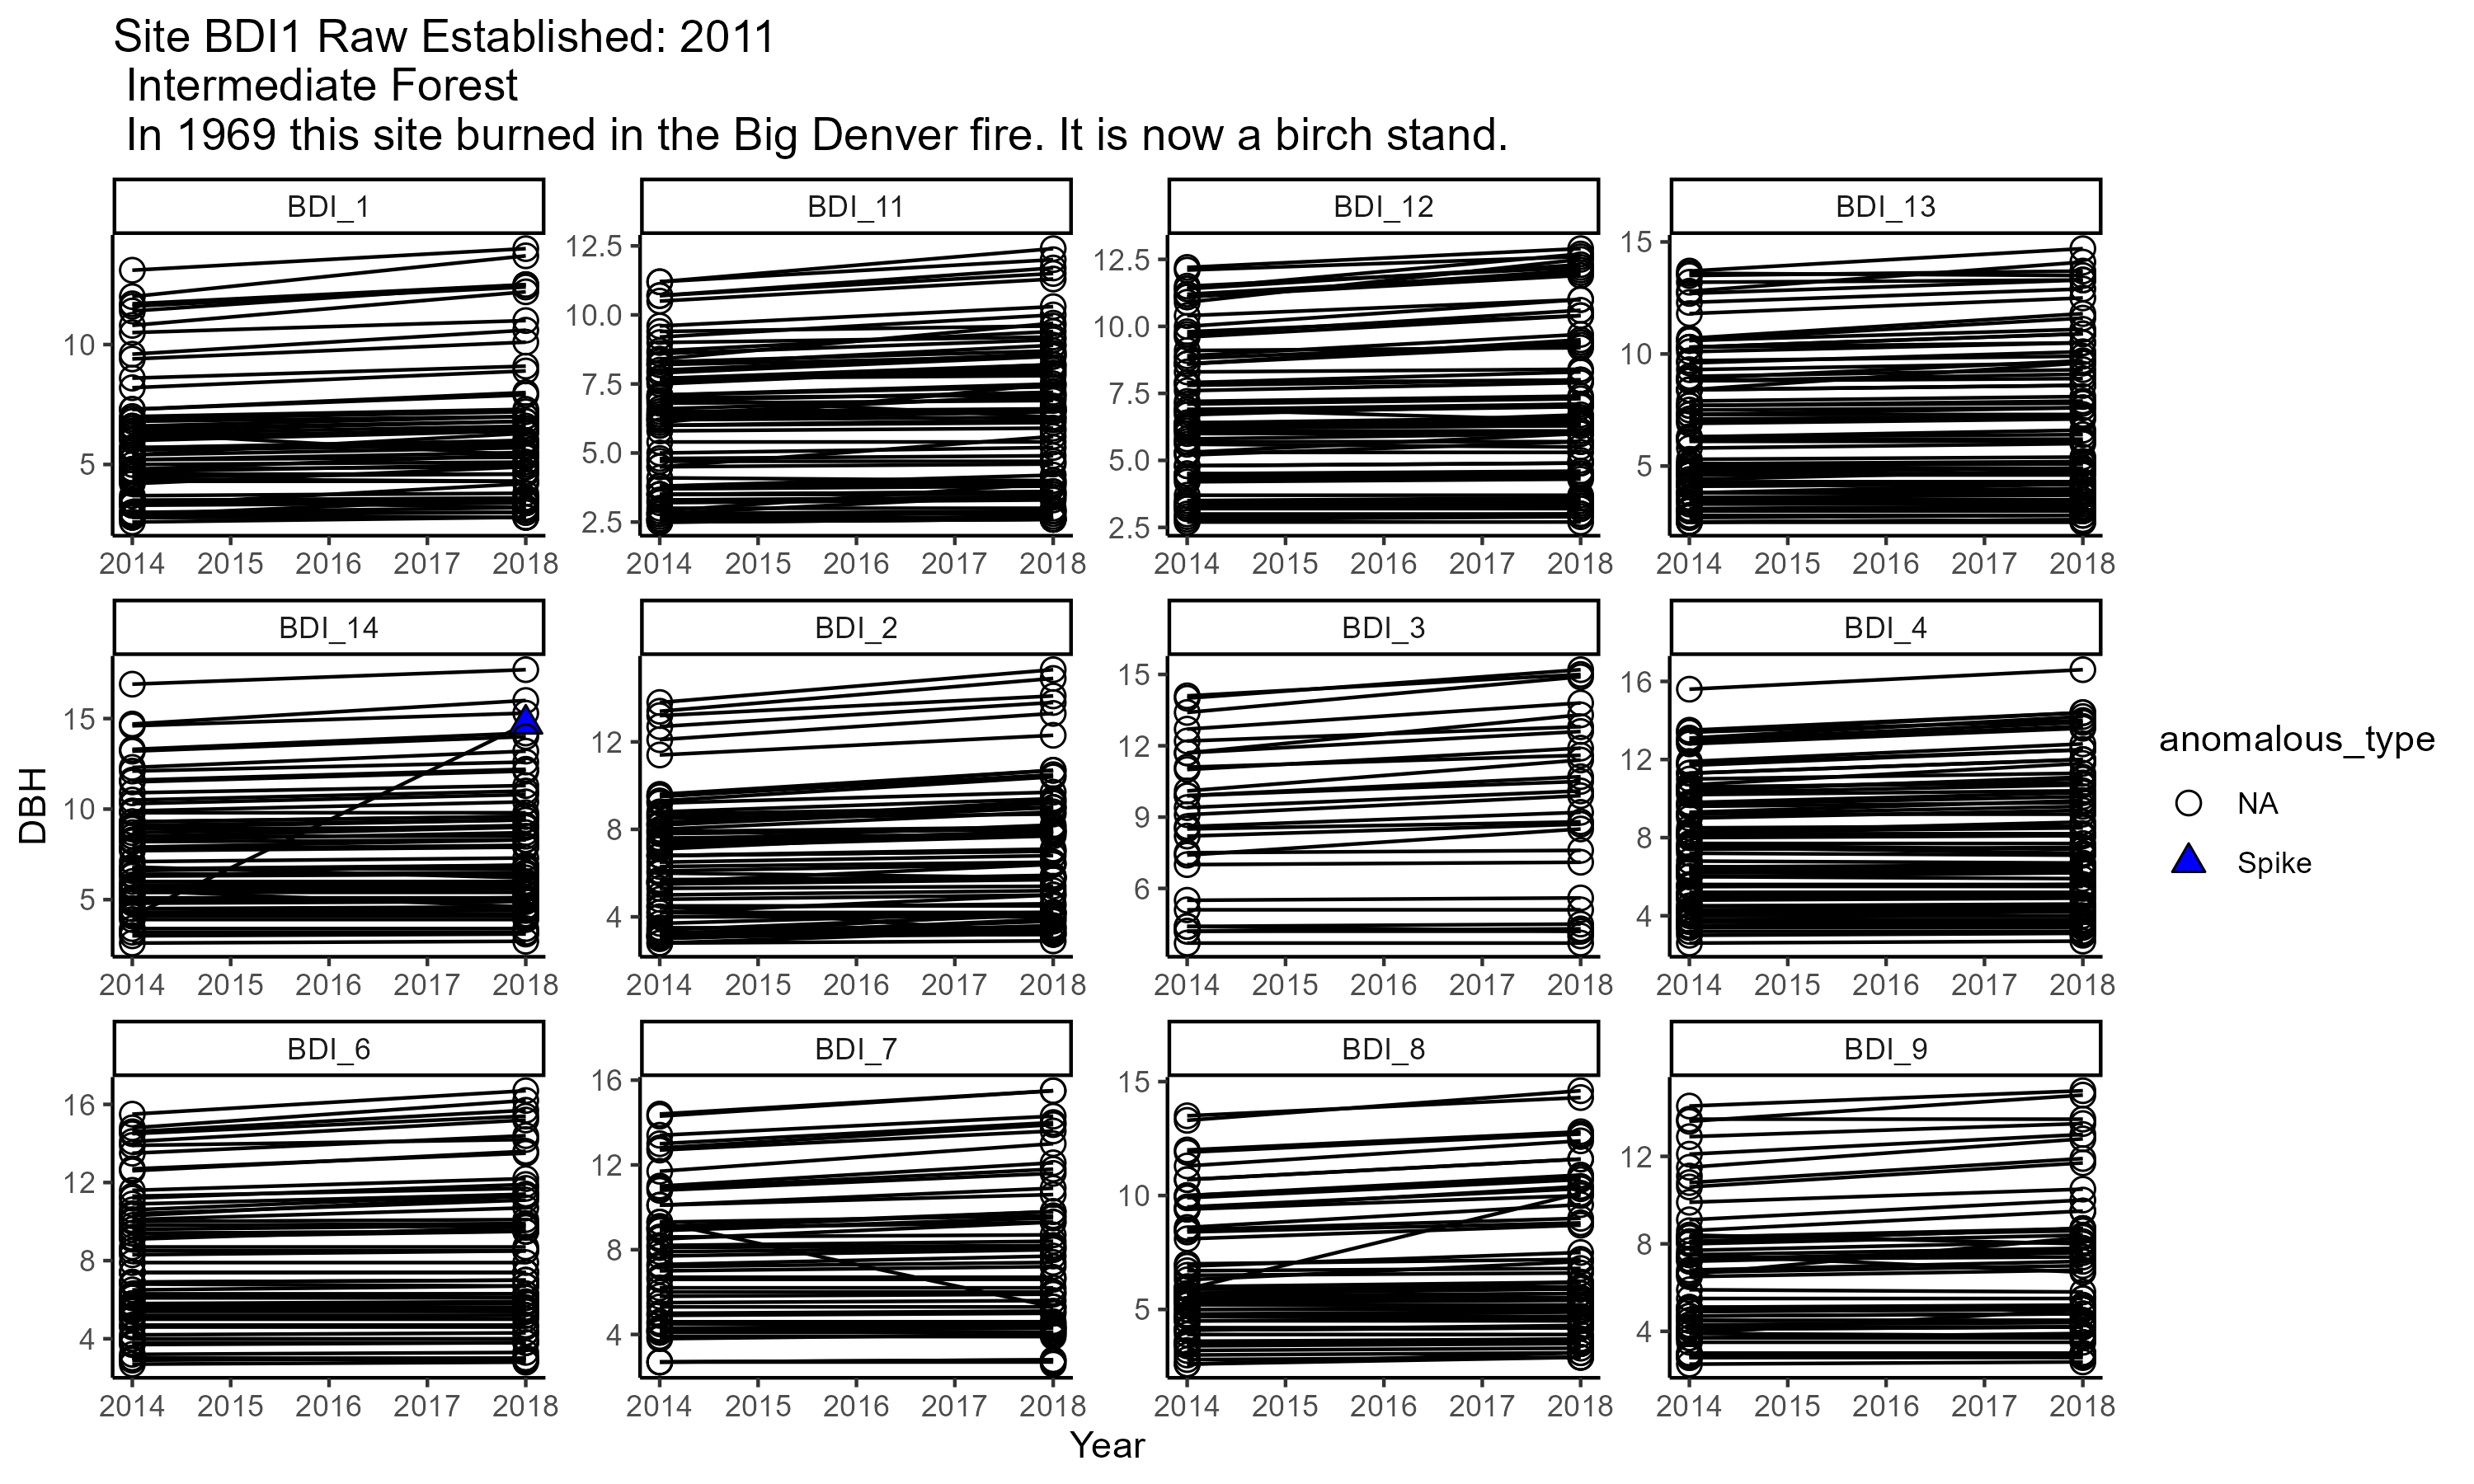 Site BDI1 Raw Established: 2011
Intermediate Forest
In 1969 this site burned in the Big Denver fire. It is now a birch stand.
BDI_1 BDI_11 BDI_12 BDI_13
10
5
2014 2015 2016 2017 2018
12.5
10.0
7.5
5.0
2.5
2014 2015 2016 2017 2018
12.5
10.0
7.5
5.0
2.5
2014 2015 2016 2017 2018
15
10
5
2014 2015 2016 2017 2018
BDI_14 BDI_2 BDI_3 BDI_4
15
10
5
2014 2015 2016 2017 2018
12
8
4
2014 2015 2016 2017 2018
15
12
9
6
2014 2015 2016 2017 2018
16
12
8
4
2014 2015 2016 2017 2018
BDI_6 BDI_7 BDI_8 BDI_9
16
12
8
4
2014 2015 2016 2017 2018
16
12
8
4
2014 2015 2016 2017 2018
15
10
5
2014 2015 2016 2017 2018
12
8
4
2014 2015 2016 2017 2018
DBH
Year
anomalous_type
NA
Spike